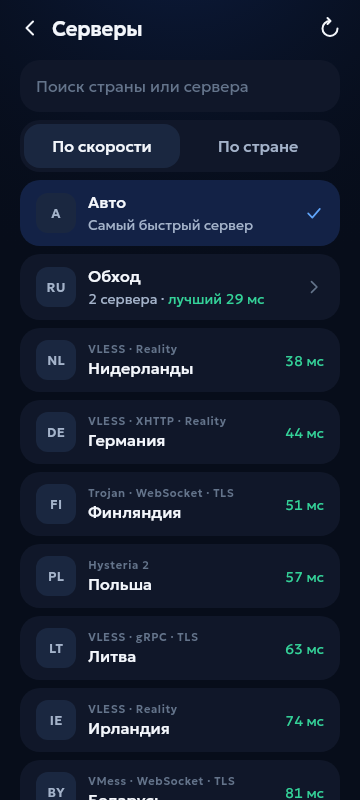 Серверы
Поиск страны или сервера
По скорости
По стране
A
Авто
Самый быстрый сервер
RU
Обход
2 сервера · лучший 29 мс
NL
VLESS · Reality
Нидерланды
38 мс
DE
VLESS · XHTTP · Reality
Германия
44 мс
FI
Trojan · WebSocket · TLS
Финляндия
51 мс
PL
Hysteria 2
Польша
57 мс
LT
VLESS · gRPC · TLS
Литва
63 мс
IE
VLESS · Reality
Ирландия
74 мс
BY
VMess · WebSocket · TLS
Беларусь
81 мс